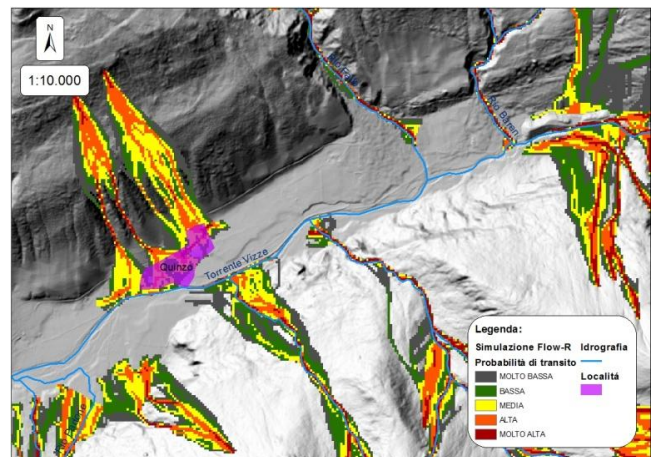 N
1:10.000
Quinzo
Torrente Vizze
Legenda:
Simulazione Flow-R
Probabilità di transito
MOLTO BASSA
BASSA
MEDIA
ALTA
MOLTO ALTA
Idrografia
Località